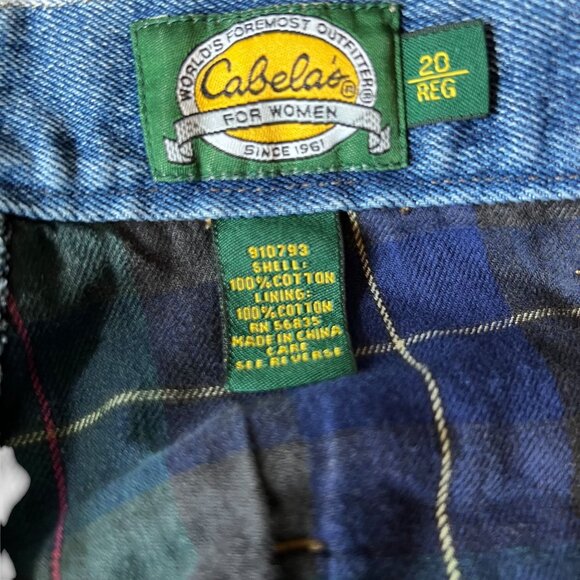 WORLD'S FOREMOST OUTFITTER®
Cabela's®
FOR WOMEN
SINCE 1961
20
REG
910793
SHELL:
100% COTTON
LINING:
100% COTTON
RN 56835
MADE IN CHINA
CARE
SEE REVERSE